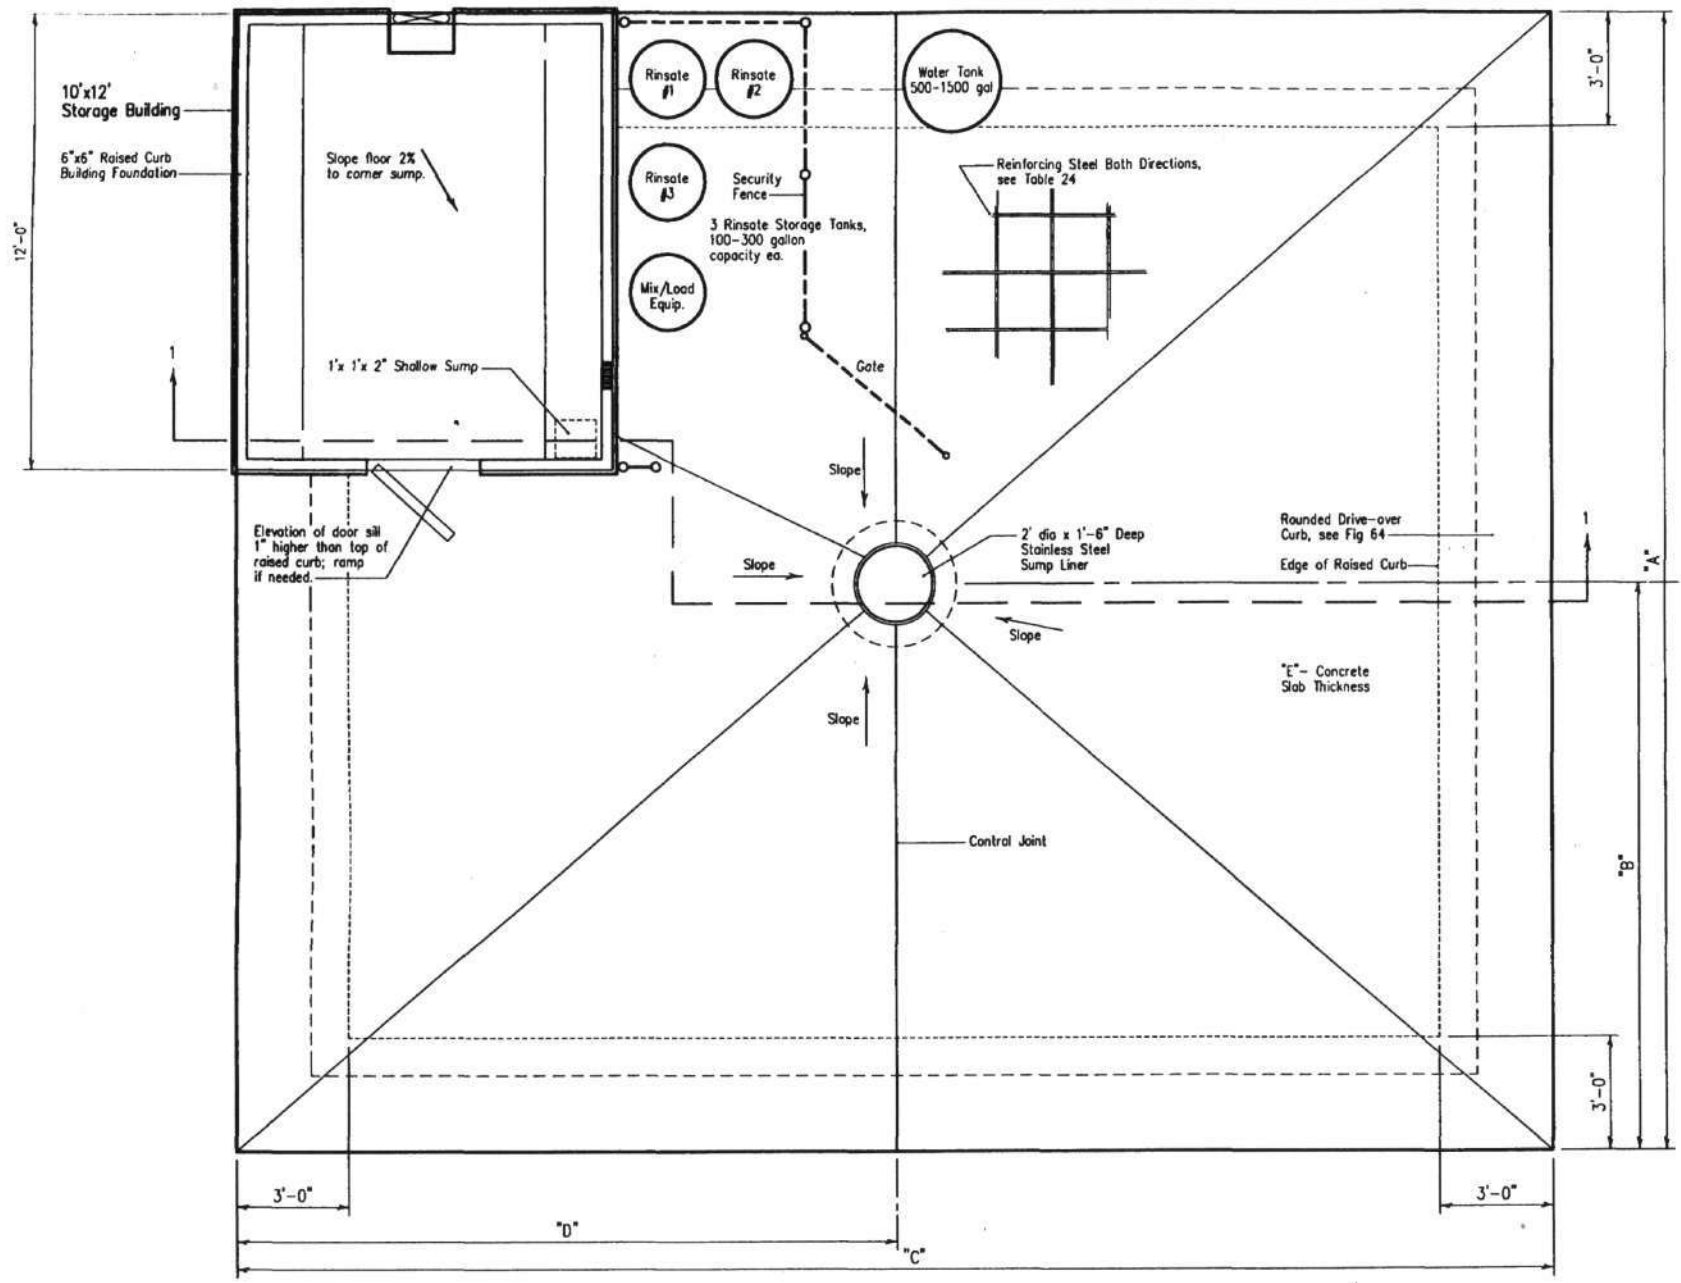 10'x12'
Storage Building
6"x6" Raised Curb
Building Foundation
12'-0"
Slope floor 2%
to corner sump.
1'x 1'x 2" Shallow Sump
1
Rinsate
#1
Rinsate
#2
Rinsate
#3
Mix/Load
Equip.
Security
Fence
3 Rinsate Storage Tanks,
100-300 gallon
capacity ea.
Gate
Water Tank
500-1500 gal
Reinforcing Steel Both Directions,
see Table 24
3'-0"
"A"
Elevation of door sill
1" higher than top of
raised curb; ramp
if needed.
Slope
Slope
Slope
Slope
2' dia x 1'-6" Deep
Stainless Steel
Sump Liner
Rounded Drive-over
Curb, see Fig 64
Edge of Raised Curb
1
"E"- Concrete
Slab Thickness
Control Joint
"B"
3'-0"
3'-0"
3'-0"
"D"
"C"